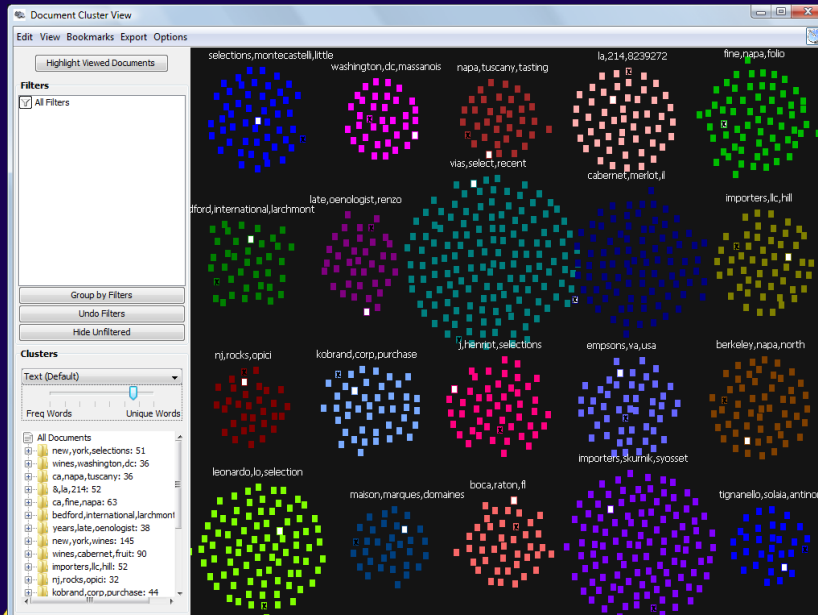 Document Cluster View
Edit View Bookmarks Export Options
Highlight Viewed Documents
Filters
All Filters
Group by Filters
Undo Filters
Hide Unfiltered
Clusters
Text (Default)
Freq Words Unique Words
All Documents
new,york,selections: 51
wines,washington,dc: 36
ca,napa,tuscany: 36
&,la,214: 52
ca,fine,napa: 63
bedford,international,larchmont
years,late,oenologist: 38
new,york,wines: 145
wines,cabernet,fruit: 90
importers,llc,hill: 52
nj,rocks,opici: 32
kobrand,corp,purchase: 44
selections,montecastelli,little
washington,dc,massanois
napa,tuscany,tasting
la,214,8239272
fine,napa,folio
dford,international,larchmont
late,oenologist,renzo
vias,select,recent
cabernet,merlot,il
importers,llc,hill
nj,rocks,opici
kobrand,corp,purchase
j,henriot,selections
empsons,va,usa
berkeley,napa,north
leonardo,lo,selection
maison,marques,domaines
boca,raton,fl
importers,skurnik,syosset
tignanello,solaia,antinor